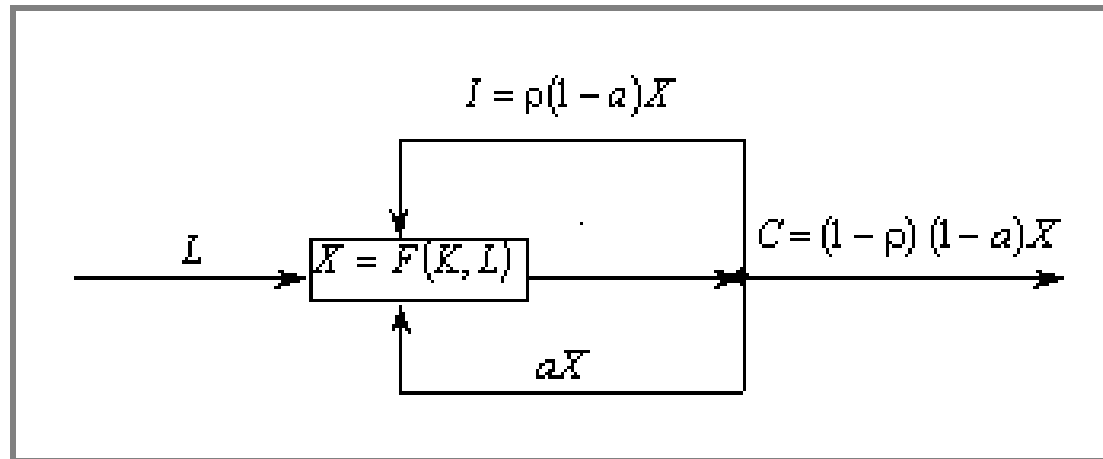 I = ρ(1 − a)X
C = (1 − ρ) (1 − a)X
L
X = F(K, L)
aX